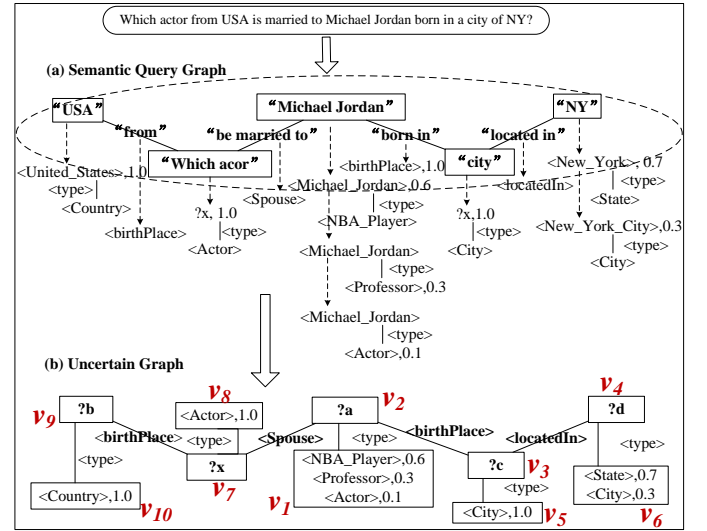 Which actor from USA is married to Michael Jordan born in a city of NY?
(a) Semantic Query Graph
“USA” “Michael Jordan” “NY”
“from” “be married to” “born in” “located in”
“Which acor” “city”
<birthPlace>,1.0 <New_York>, 0.7
<United_States>,1.0 <Michael_Jordan>,0.6 <locatedIn> <type>
<type> <Spouse> <type> <State>
<Country> ?x, 1.0 <NBA_Player> ?x,1.0 <New_York_City>,0.3
<birthPlace> <type> <type> <type>
<Actor> <Michael_Jordan> <City> <City>
<type>
<Professor>,0.3
<Michael_Jordan>
<type>
<Actor>,0.1
(b) Uncertain Graph
v8 v2 v4
v9 ?b <Actor>,1.0 ?a ?d
<birthPlace> <type> <Spouse> <type> <birthPlace> <locatedIn>
<type> ?x <NBA_Player>,0.6 ?c v3 <type>
v7 <Professor>,0.3 <type> <State>,0.7
<Country>,1.0 v1 <Actor>,0.1 <City>,0.3
v10 <City>,1.0 v5 v6